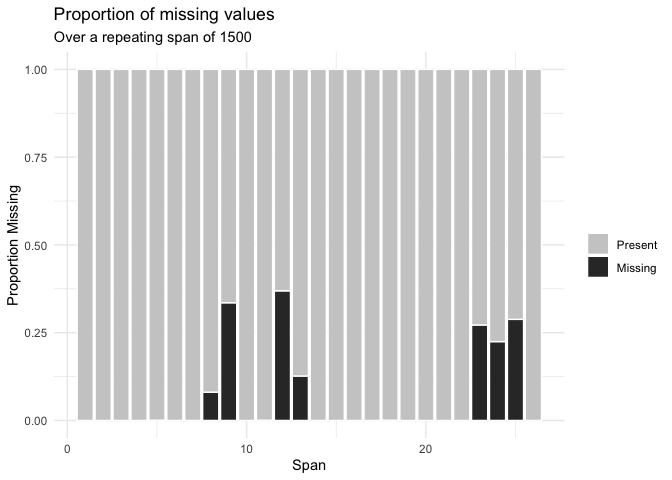 Proportion of missing values
Over a repeating span of 1500
1.00
0.75
0.50
0.25
0.00
Proportion Missing
0
10
20
Span
Present
Missing